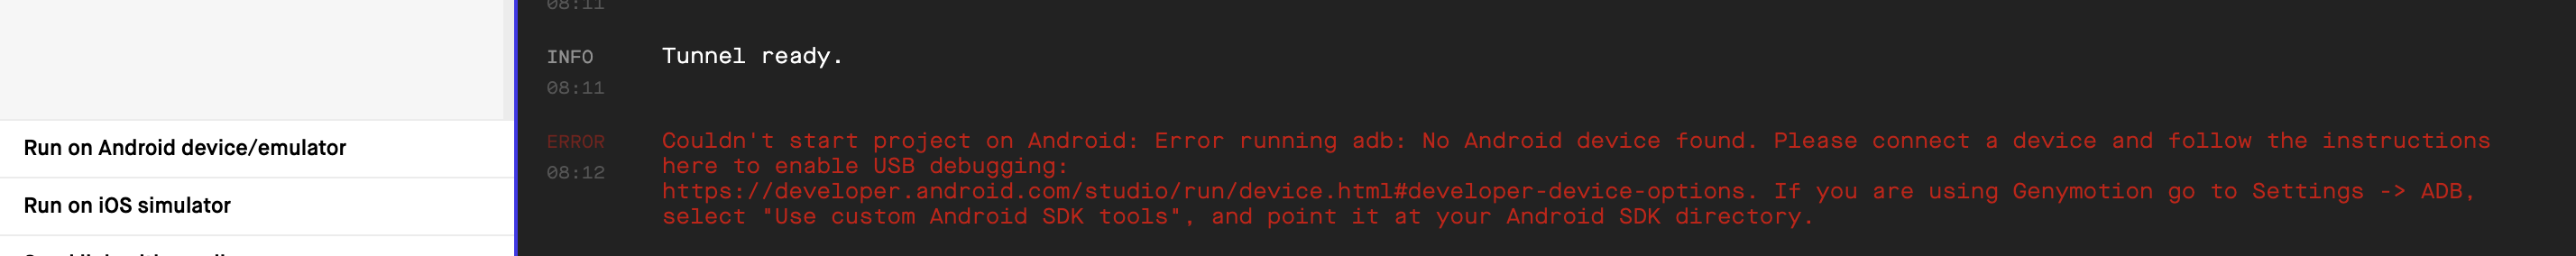 08:11
INFO
Tunnel ready.
08:11
Run on Android device/emulator
ERROR
Couldn't start project on Android: Error running adb: No Android device found. Please connect a device and follow the instructions
here to enable USB debugging:
08:12
https://developer.android.com/studio/run/device.html#developer-device-options. If you are using Genymotion go to Settings -> ADB,
select "Use custom Android SDK tools", and point it at your Android SDK directory.
Run on iOS simulator